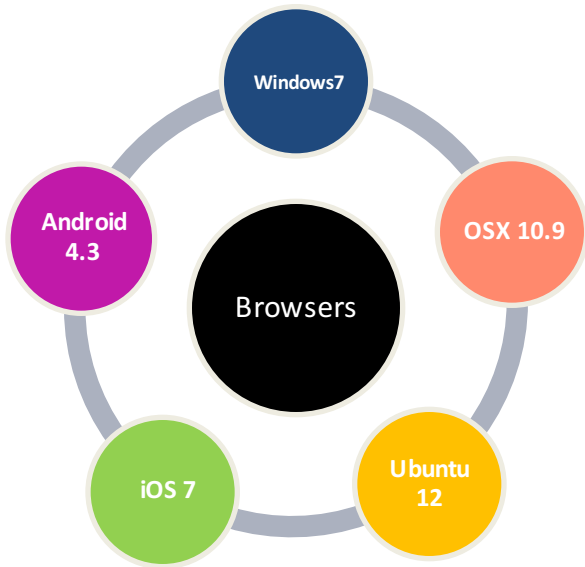 Windows7
OSX 10.9
Android
4.3
Browsers
Ubuntu
12
iOS 7